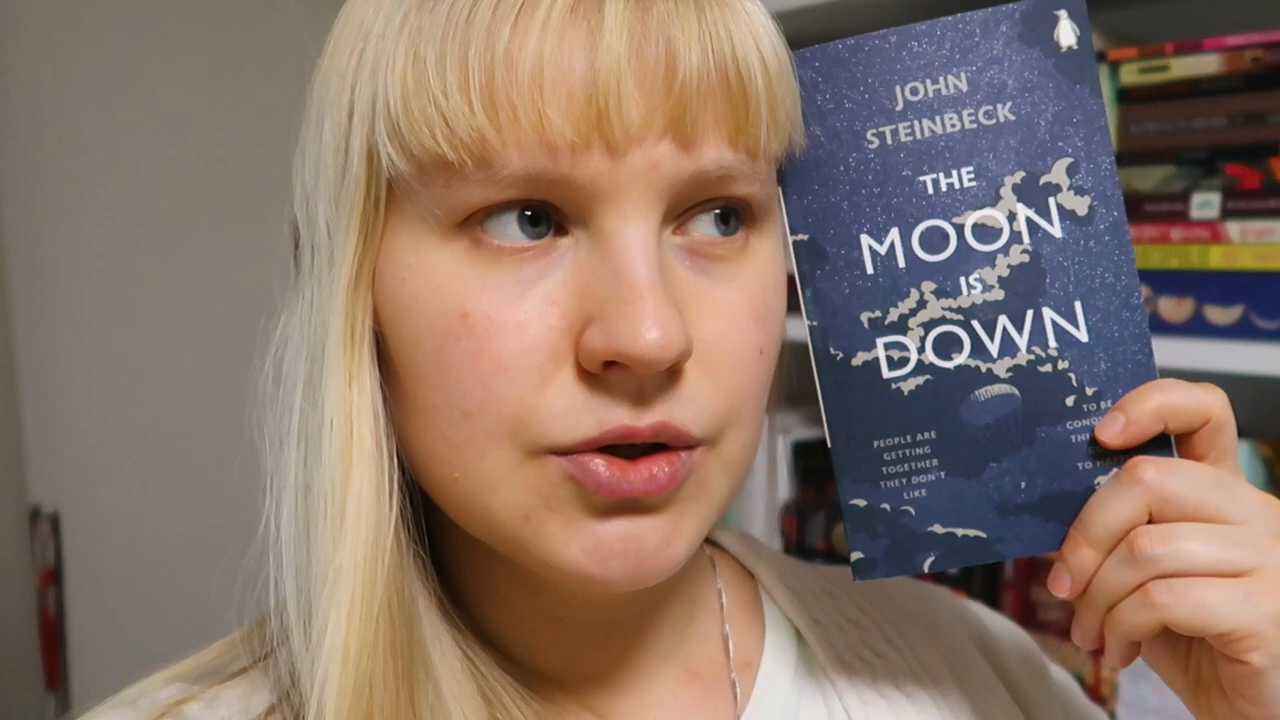 JOHN
STEINBECK
THE
MOON
IS
DOWN
PEOPLE ARE
GETTING
TOGETHER
THEY DON'T
LIKE
TO BE
TO